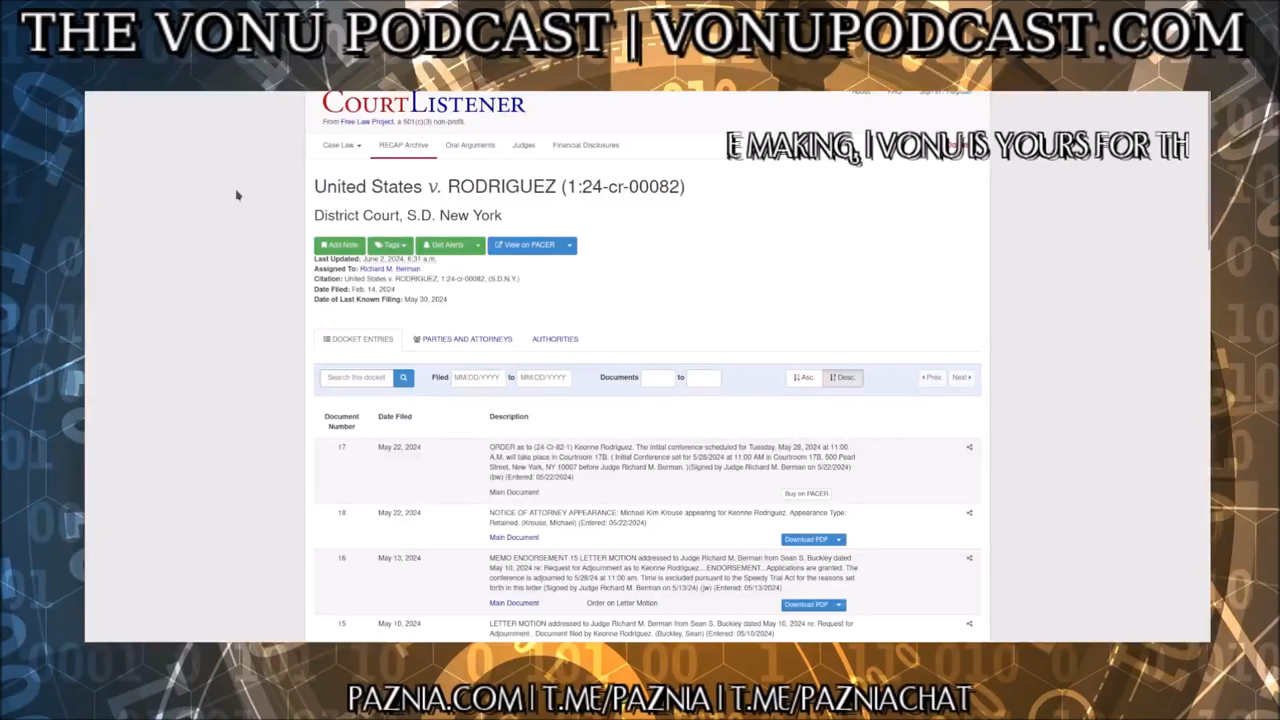 THE VONU PODCAST | VONUPODCAST.COM
COURTLISTENER
From Free Law Project, a 501(c)(3) non-profit.
E MAKING, | VONU IS YOURS FOR TH
Case Law RECAP Archive Oral Arguments Judges Financial Disclosures
United States v. RODRIGUEZ (1:24-cr-00082)
District Court, S.D. New York
Add Note Tags Get Alerts View on PACER
Last Updated: June 2, 2024, 6:31 a.m.
Assigned To: Richard M. Berman
Citation: United States v. RODRIGUEZ, 1:24-cr-00082, (S.D.N.Y.)
Date Filed: Feb. 14, 2024
Date of Last Known Filing: May 30, 2024
DOCKET ENTRIES PARTIES AND ATTORNEYS AUTHORITIES
Search this docket Filed MM/DD/YYYY to MM/DD/YYYY Documents to Asc. Desc. Prev. Next
Document Number Date Filed Description
17 May 22, 2024 ORDER as to (24-Cr-82-1) Keonne Rodriguez. The initial conference scheduled for Tuesday, May 28, 2024 at 11:00
A.M. will take place in Courtroom 17B. ( Initial Conference set for 5/28/2024 at 11:00 AM in Courtroom 17B, 500 Pearl
Street, New York, NY 10007 before Judge Richard M. Berman. )(Signed by Judge Richard M. Berman on 5/22/2024)
(bw) (Entered: 05/22/2024)
Main Document Buy on PACER
18 May 22, 2024 NOTICE OF ATTORNEY APPEARANCE: Michael Kim Krouse appearing for Keonne Rodriguez. Appearance Type:
Retained. (Krouse, Michael) (Entered: 05/22/2024)
Main Document Download PDF
16 May 13, 2024 MEMO ENDORSEMENT 15 LETTER MOTION addressed to Judge Richard M. Berman from Sean S. Buckley dated
May 10, 2024 re: Request for Adjournment as to Keonne Rodriguez....ENDORSEMENT...Applications are granted. The
conference is adjourned to 5/28/24 at 11:00 am. Time is excluded pursuant to the Speedy Trial Act for the reasons set
forth in this letter (Signed by Judge Richard M. Berman on 5/13/24) (jw) (Entered: 05/13/2024)
Main Document Order on Letter Motion Download PDF
15 May 10, 2024 LETTER MOTION addressed to Judge Richard M. Berman from Sean S. Buckley dated May 10, 2024 re: Request for
Adjournment . Document filed by Keonne Rodriguez. (Buckley, Sean) (Entered: 05/10/2024)
PAZNIA.COM | T.ME/PAZNIA | T.ME/PAZNIACHAT